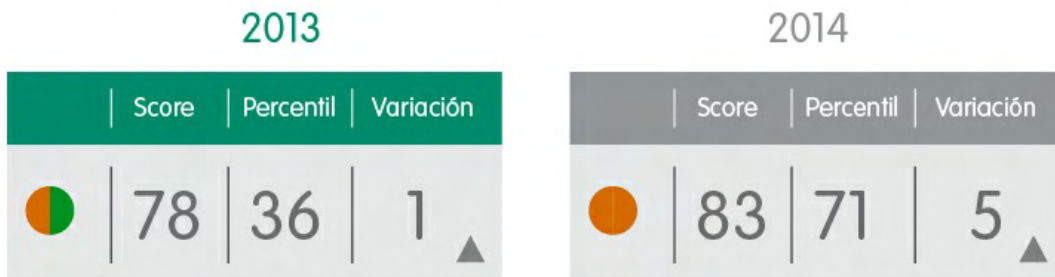 2013
Score Percentil Variación
78 36 1
2014
Score Percentil Variación
83 71 5